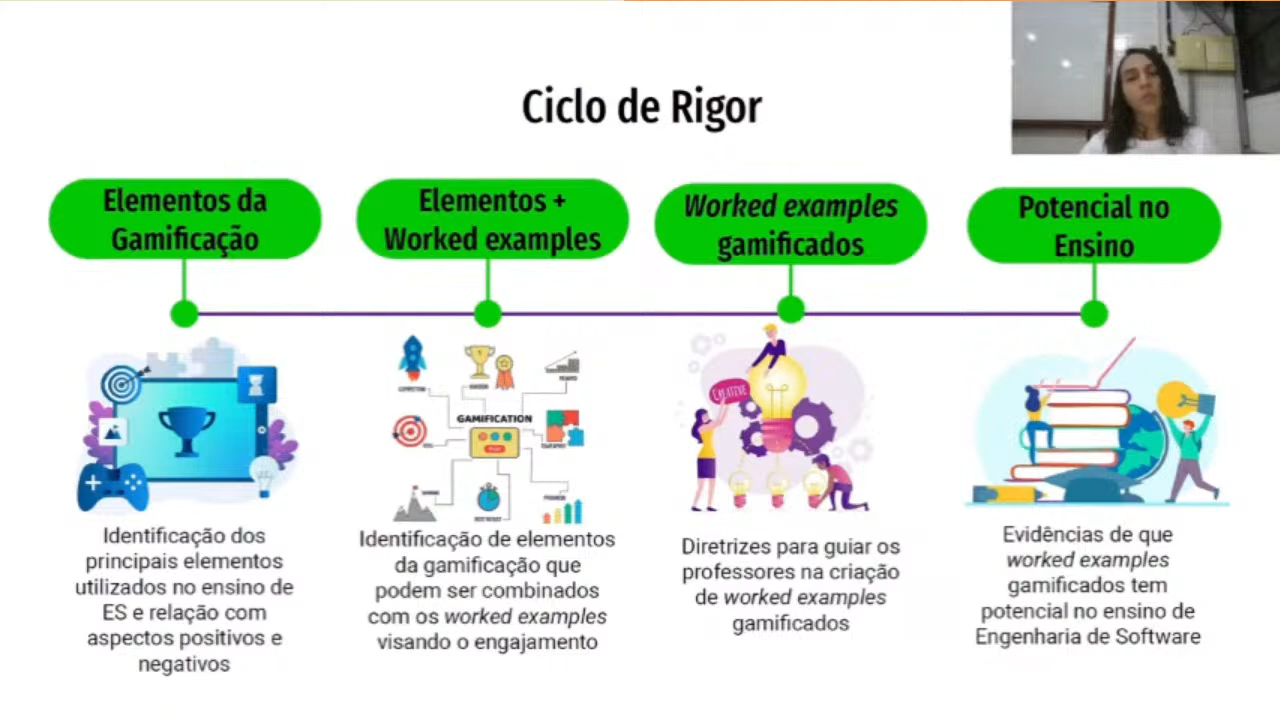 Ciclo de Rigor
Elementos da
Gamificação
Elementos +
Worked examples
Worked examples
gamificados
Potencial no
Ensino
GAMIFICATION
CREATIVE
Identificação dos
principais elementos
utilizados no ensino de
ES e relação com
aspectos positivos e
negativos
Identificação de elementos
da gamificação que
podem ser combinados
com os worked examples
visando o engajamento
Diretrizes para guiar os
professores na criação
de worked examples
gamificados
Evidências de que
worked examples
gamificados tem
potencial no ensino de
Engenharia de Software